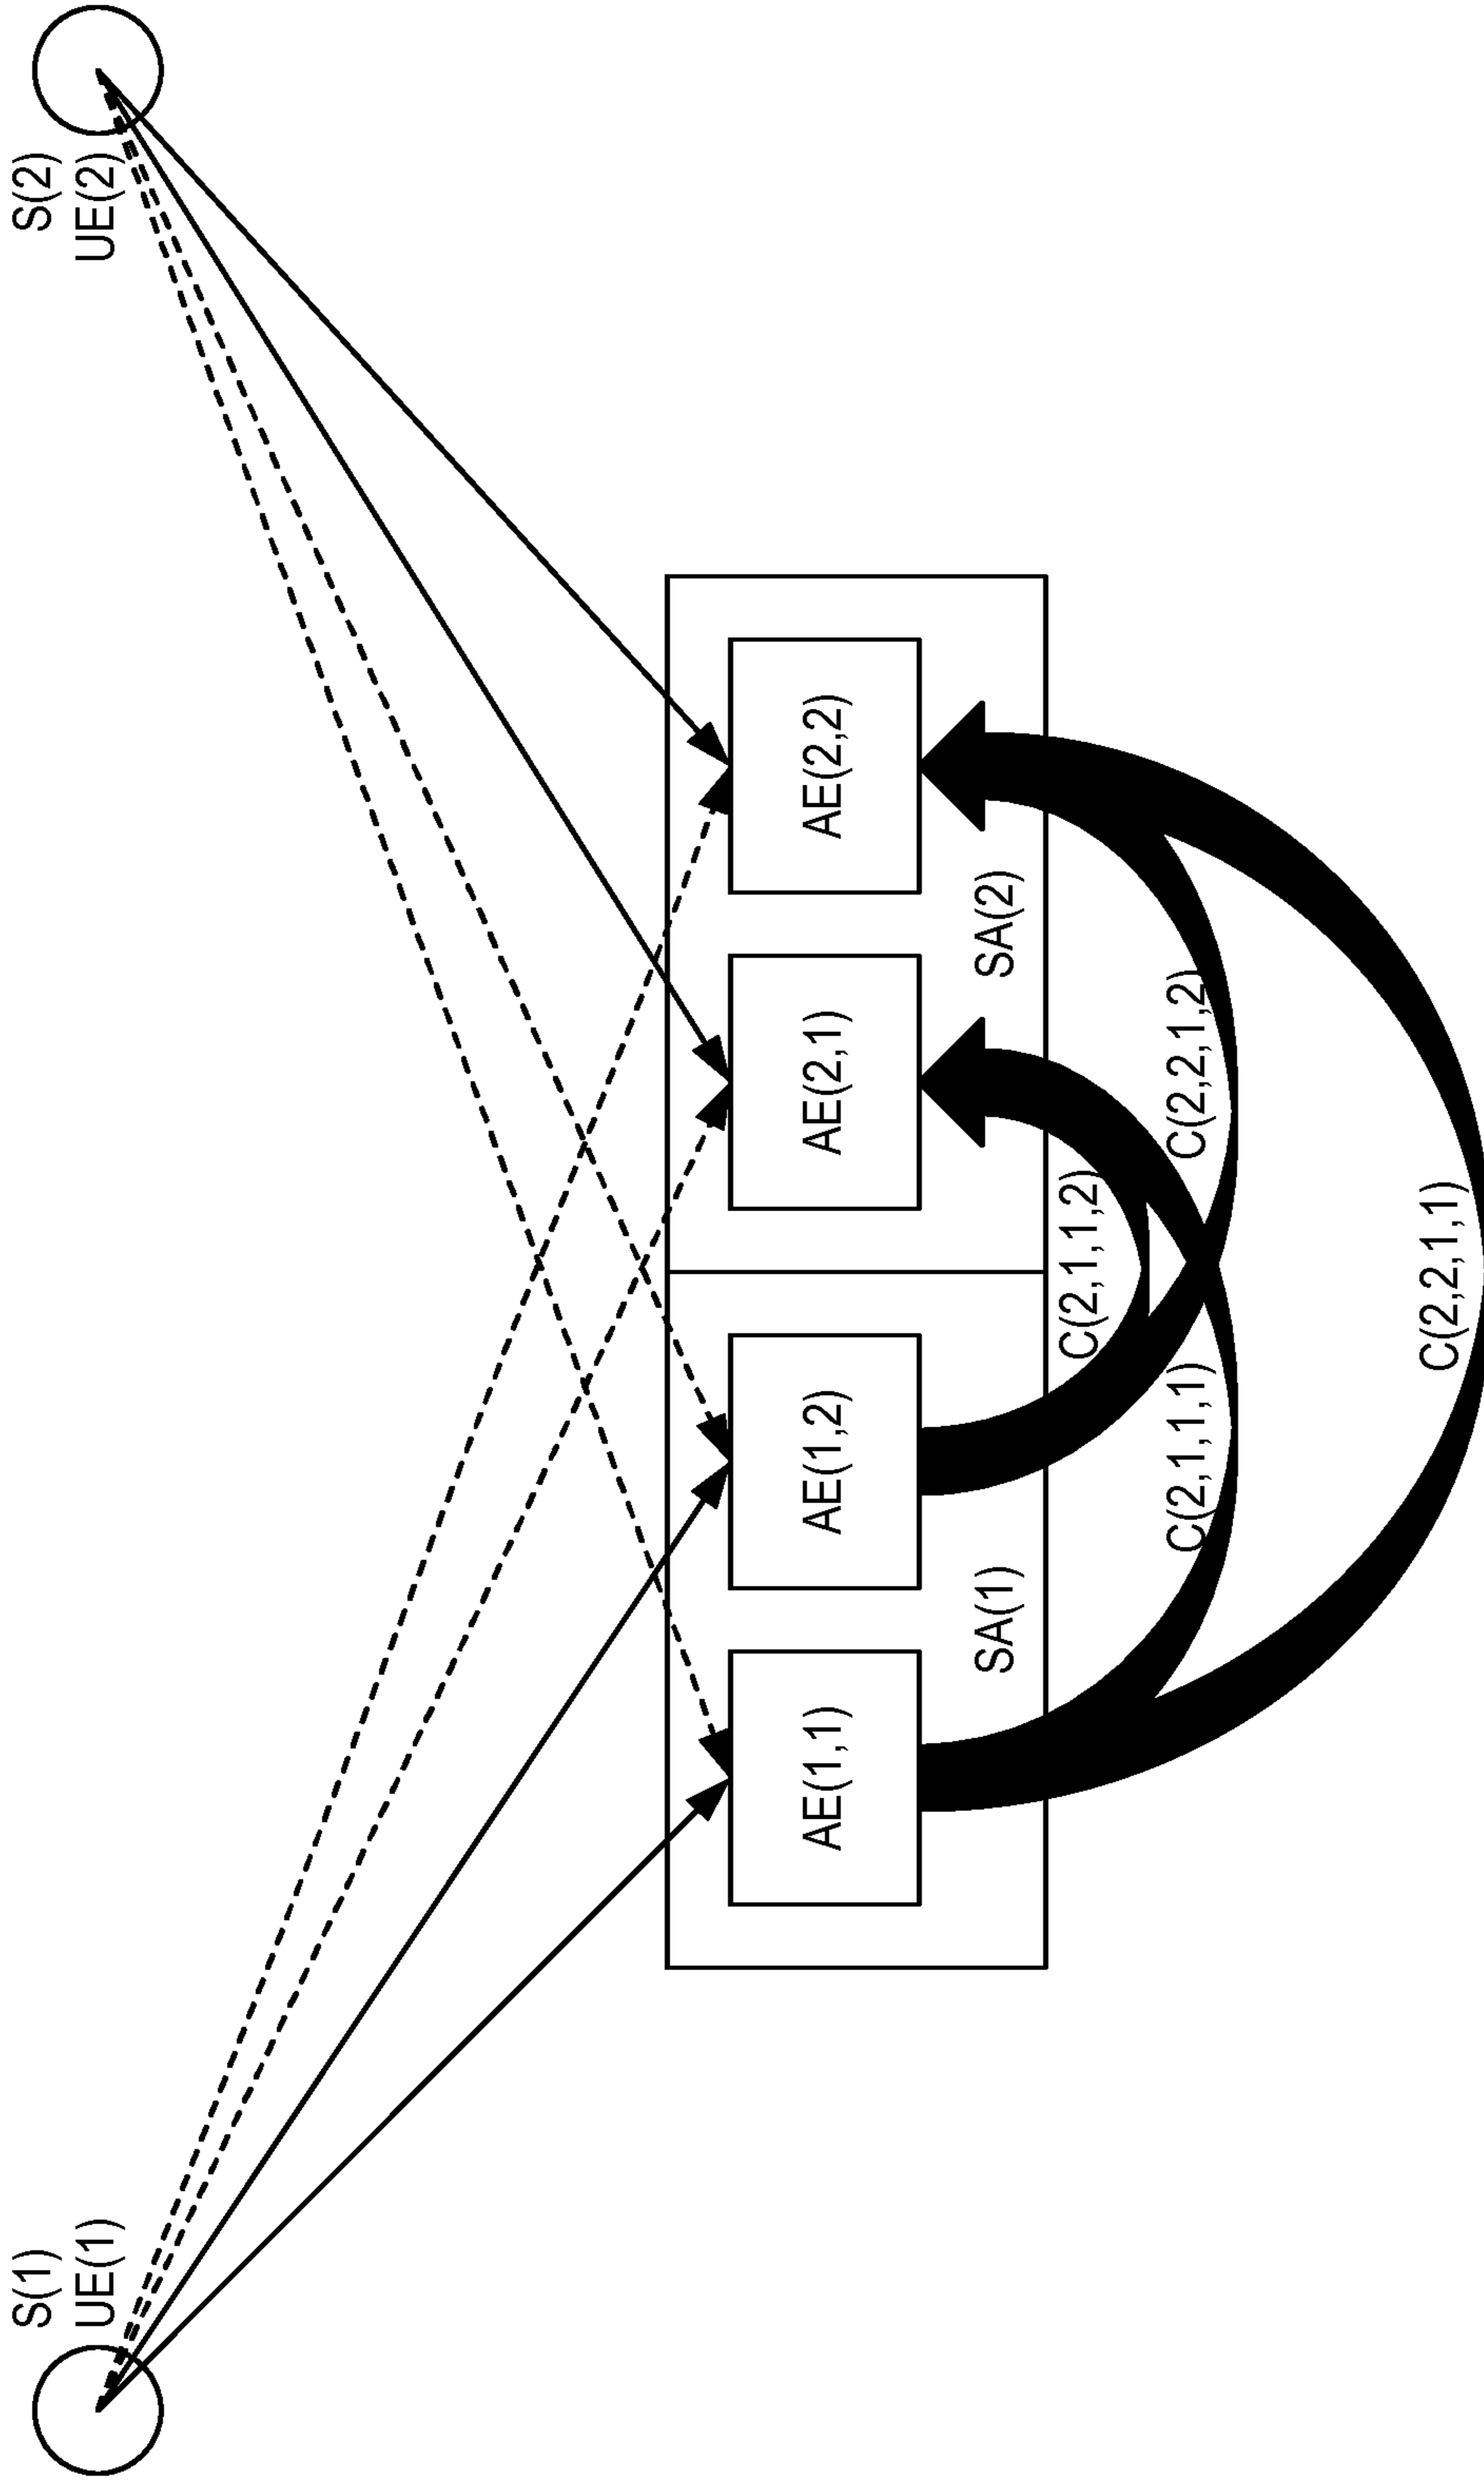 S(1)
UE(1)
S(2)
UE(2)
AE(1,1)
AE(1,2)
AE(2,1)
AE(2,2)
SA(1)
SA(2)
C(2,1,1,2)
C(2,1,1,1)
C(2,2,1,2)
C(2,2,1,1)